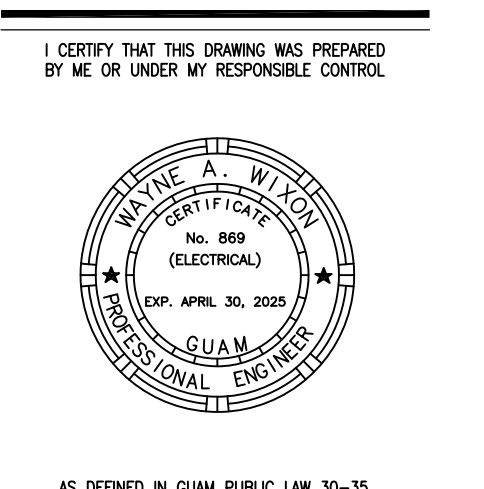 I CERTIFY THAT THIS DRAWING WAS PREPARED
BY ME OR UNDER MY RESPONSIBLE CONTROL
WAYNE A. WIXON
CERTIFICATE
No. 869
(ELECTRICAL)
EXP. APRIL 30, 2025
GUAM
PROFESSIONAL ENGINEER
AS DEFINED IN GUAM PUBLIC LAW 30-35